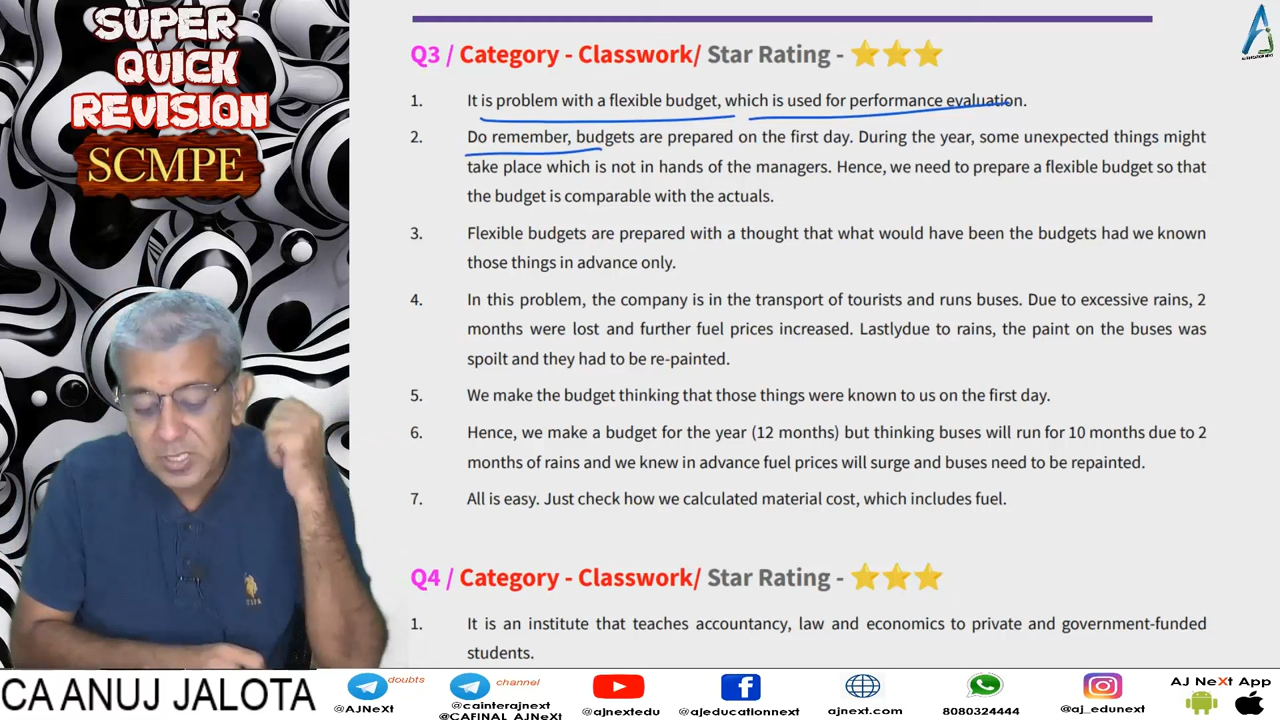 SUPER
QUICK
REVISION
SCMPE
Q3 / Category - Classwork/ Star Rating - ⭐⭐⭐
1. It is problem with a flexible budget, which is used for performance evaluation.
2. Do remember, budgets are prepared on the first day. During the year, some unexpected things might
take place which is not in hands of the managers. Hence, we need to prepare a flexible budget so that
the budget is comparable with the actuals.
3. Flexible budgets are prepared with a thought that what would have been the budgets had we known
those things in advance only.
4. In this problem, the company is in the transport of tourists and runs buses. Due to excessive rains, 2
months were lost and further fuel prices increased. Lastlydue to rains, the paint on the buses was
spoilt and they had to be re-painted.
5. We make the budget thinking that those things were known to us on the first day.
6. Hence, we make a budget for the year (12 months) but thinking buses will run for 10 months due to 2
months of rains and we knew in advance fuel prices will surge and buses need to be repainted.
7. All is easy. Just check how we calculated material cost, which includes fuel.
Q4 / Category - Classwork/ Star Rating - ⭐⭐⭐
1. It is an institute that teaches accountancy, law and economics to private and government-funded
students.
CA ANUJ JALOTA
doubts
@AJNeXt
channel
@cainterajnext
@CAFINAL_AJNeXt
@ajnextedu
@ajeducationnext
ajnext.com
8080324444
@aj_edunext
AJ NeXt App